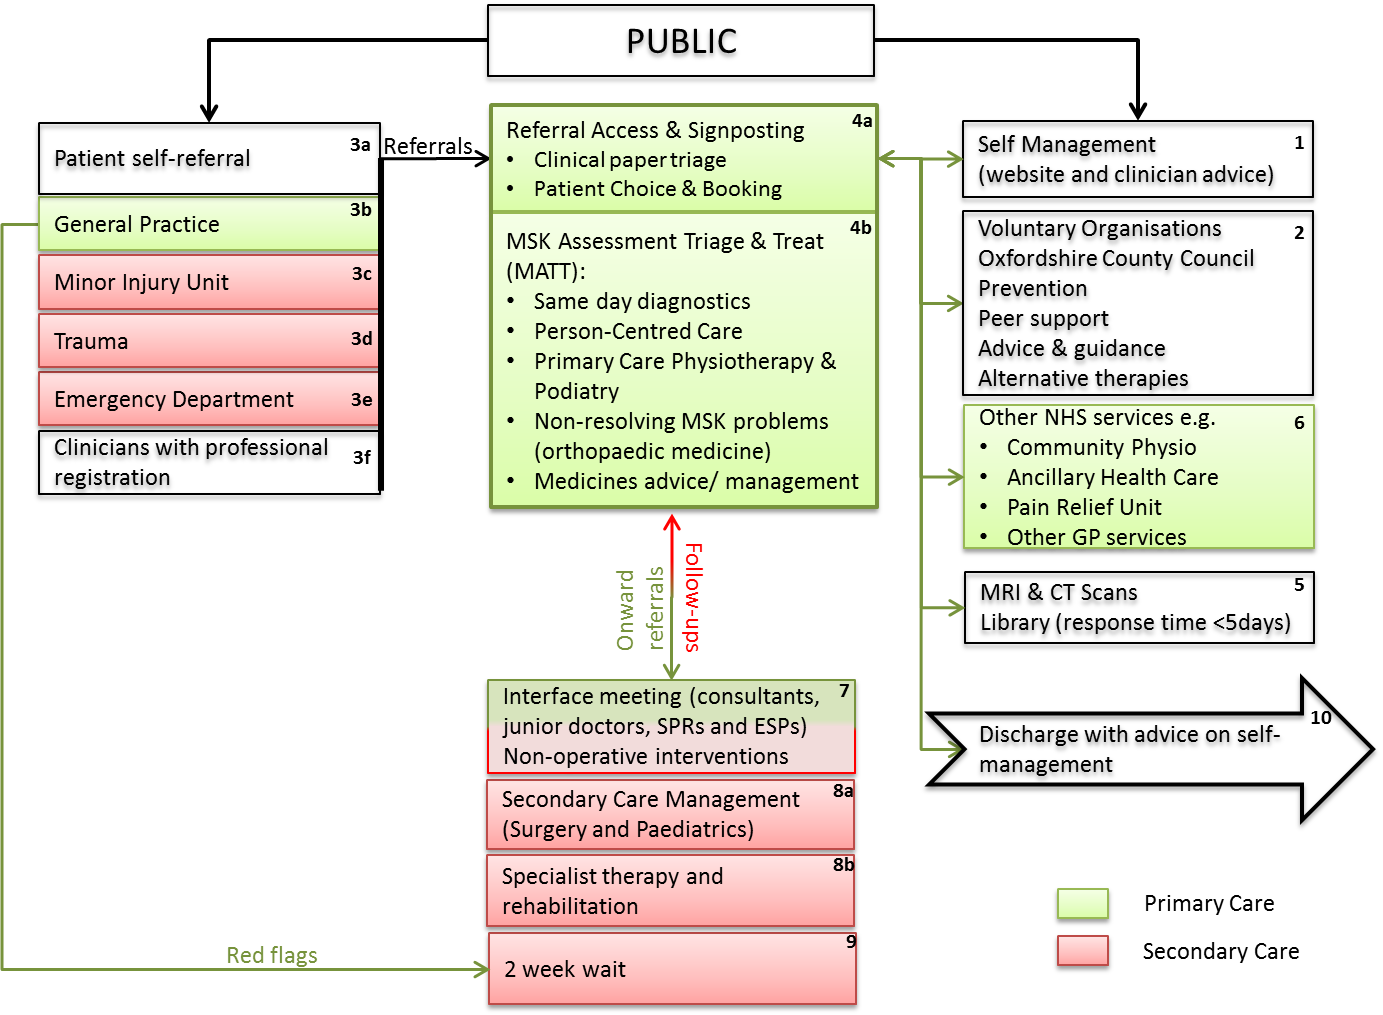 PUBLIC
3a
Patient self-referral
3b
General Practice
3c
Minor Injury Unit
3d
Trauma
3e
Emergency Department
Clinicians with professional
registration
3f
Referrals
4a
Referral Access & Signposting
• Clinical paper triage
• Patient Choice & Booking
4b
MSK Assessment Triage & Treat
(MATT):
• Same day diagnostics
• Person-Centred Care
• Primary Care Physiotherapy &
Podiatry
• Non-resolving MSK problems
(orthopaedic medicine)
• Medicines advice/ management
1
Self Management
(website and clinician advice)
2
Voluntary Organisations
Oxfordshire County Council
Prevention
Peer support
Advice & guidance
Alternative therapies
6
Other NHS services e.g.
• Community Physio
• Ancillary Health Care
• Pain Relief Unit
• Other GP services
5
MRI & CT Scans
Library (response time <5days)
10
Discharge with advice on self-
management
Onward
referrals
Follow-ups
7
Interface meeting (consultants,
junior doctors, SPRs and ESPs)
Non-operative interventions
8a
Secondary Care Management
(Surgery and Paediatrics)
8b
Specialist therapy and
rehabilitation
9
2 week wait
Red flags
Primary Care
Secondary Care